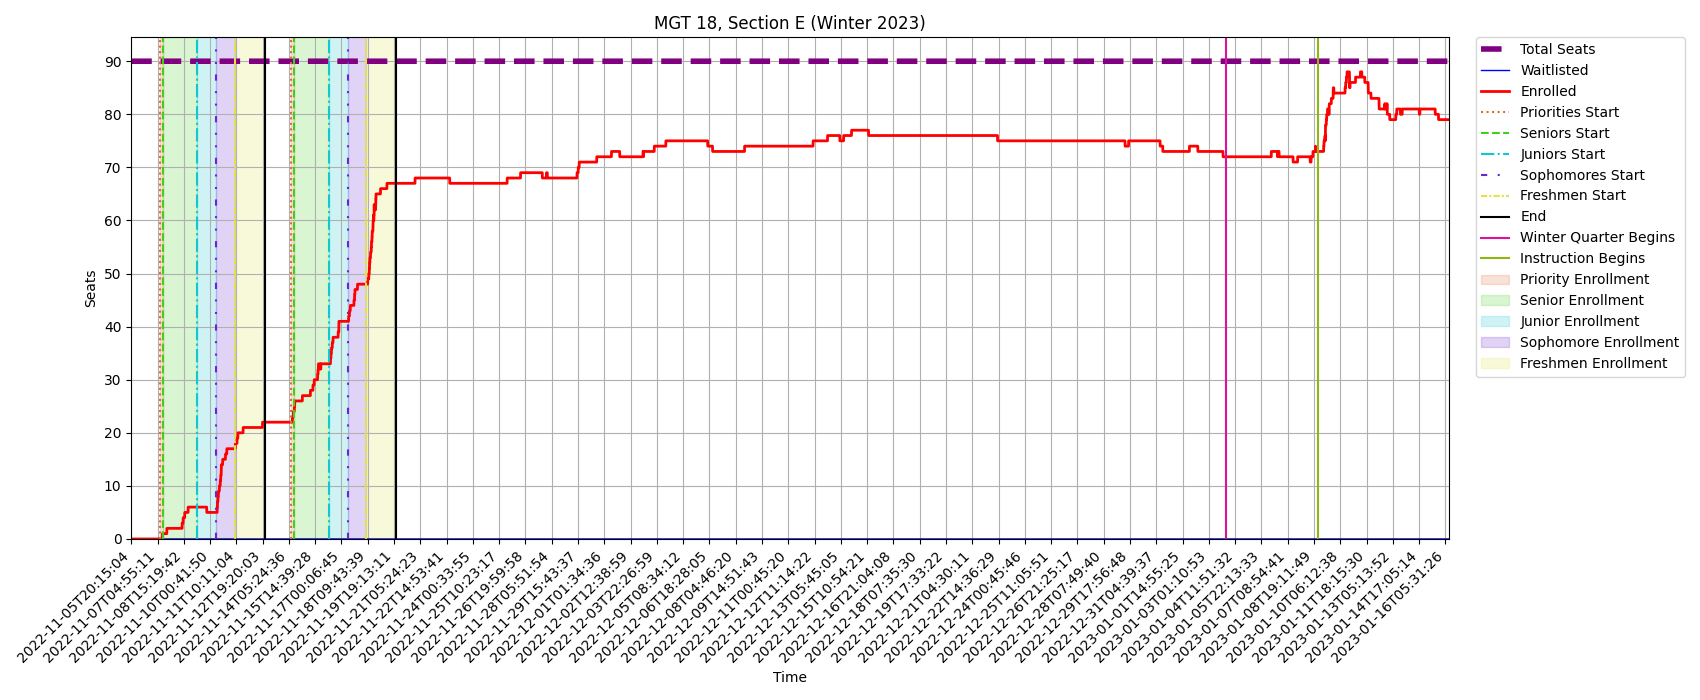 MGT 18, Section E (Winter 2023)
Seats
90
80
70
60
50
40
30
20
10
0
2022-11-05T20:15:04
2022-11-07T04:55:11
2022-11-08T15:19:42
2022-11-10T00:41:50
2022-11-11T10:11:04
2022-11-12T19:20:03
2022-11-14T05:24:36
2022-11-15T14:39:28
2022-11-17T00:06:45
2022-11-18T09:43:39
2022-11-19T19:13:11
2022-11-21T05:24:23
2022-11-22T14:53:41
2022-11-24T00:33:55
2022-11-25T10:23:17
2022-11-26T19:59:58
2022-11-28T05:51:54
2022-11-29T15:43:37
2022-12-01T01:34:36
2022-12-02T12:38:59
2022-12-03T22:26:59
2022-12-05T08:34:12
2022-12-06T18:28:05
2022-12-08T04:46:20
2022-12-09T14:51:43
2022-12-11T00:45:20
2022-12-12T11:14:22
2022-12-13T05:45:05
2022-12-15T10:54:21
2022-12-16T21:04:08
2022-12-18T07:35:30
2022-12-19T17:33:22
2022-12-21T04:30:11
2022-12-22T14:36:29
2022-12-24T00:45:46
2022-12-25T11:05:51
2022-12-26T21:25:17
2022-12-28T07:49:40
2022-12-29T17:56:48
2022-12-31T04:39:37
2023-01-01T14:55:25
2023-01-03T01:10:53
2023-01-04T11:51:32
2023-01-05T22:13:33
2023-01-07T08:54:41
2023-01-08T19:11:49
2023-01-10T06:12:38
2023-01-11T16:15:30
2023-01-13T05:13:52
2023-01-14T17:05:14
2023-01-16T05:31:26
Time
Total Seats
Waitlisted
Enrolled
Priorities Start
Seniors Start
Juniors Start
Sophomores Start
Freshmen Start
End
Winter Quarter Begins
Instruction Begins
Priority Enrollment
Senior Enrollment
Junior Enrollment
Sophomore Enrollment
Freshmen Enrollment